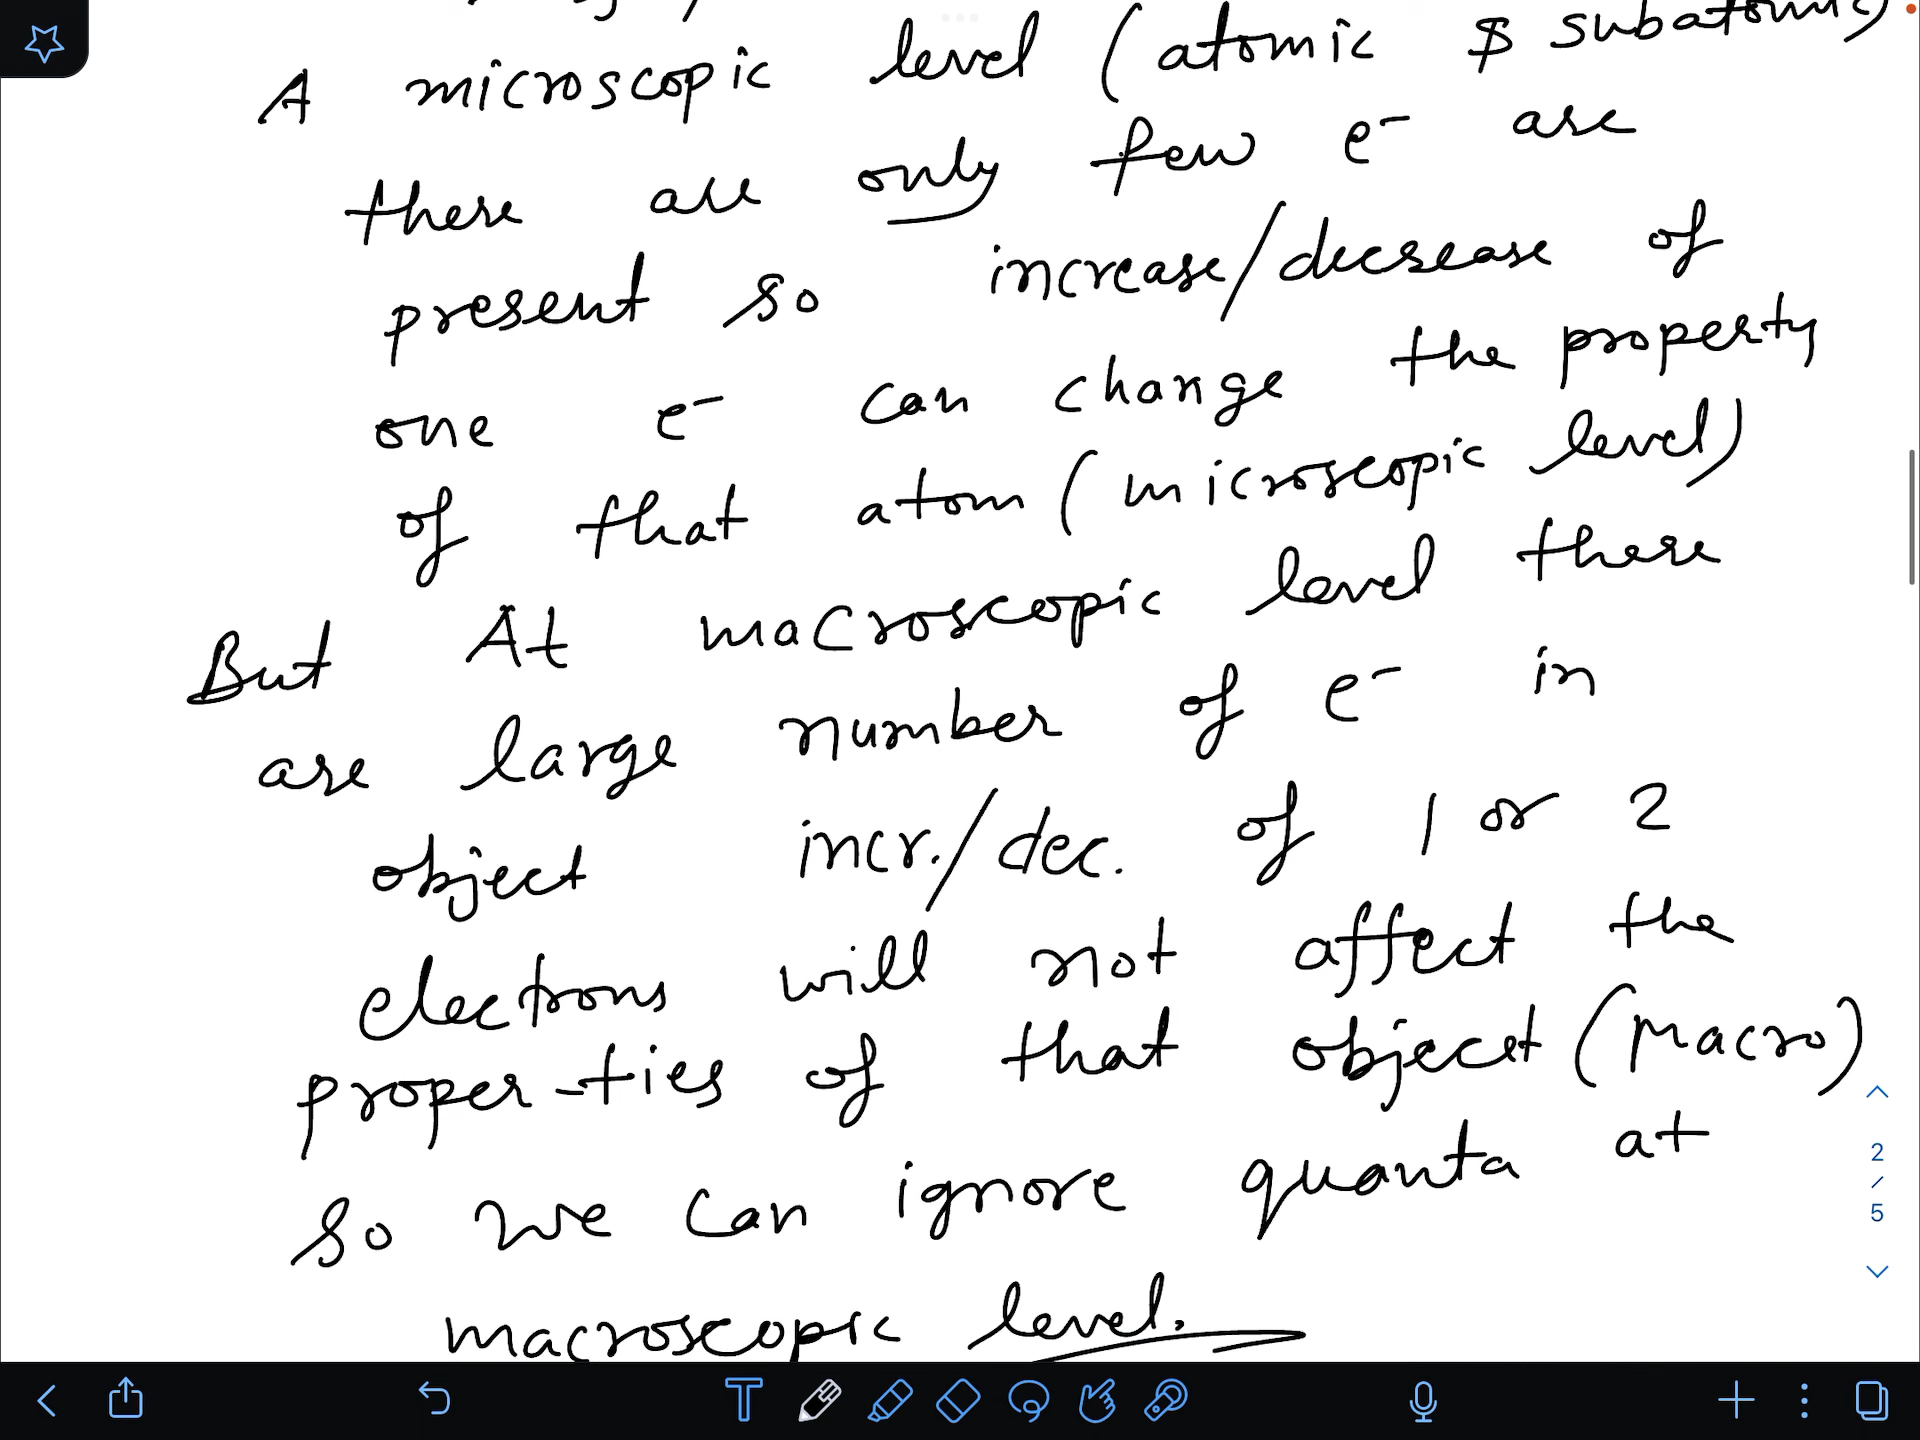 A microscopic level (atomic $ subatomic)
there are only few e⁻ are
present so increase/decrease of
one e⁻ can change the property
of that atom (microscopic level)
But At macroscopic level there
are large number of e⁻ in
object incr./dec. of 1 or 2
electrons will not affect the
proper-ties of that object (Macro)
so we can ignore quanta at
macroscopic level.
2
/
5
T